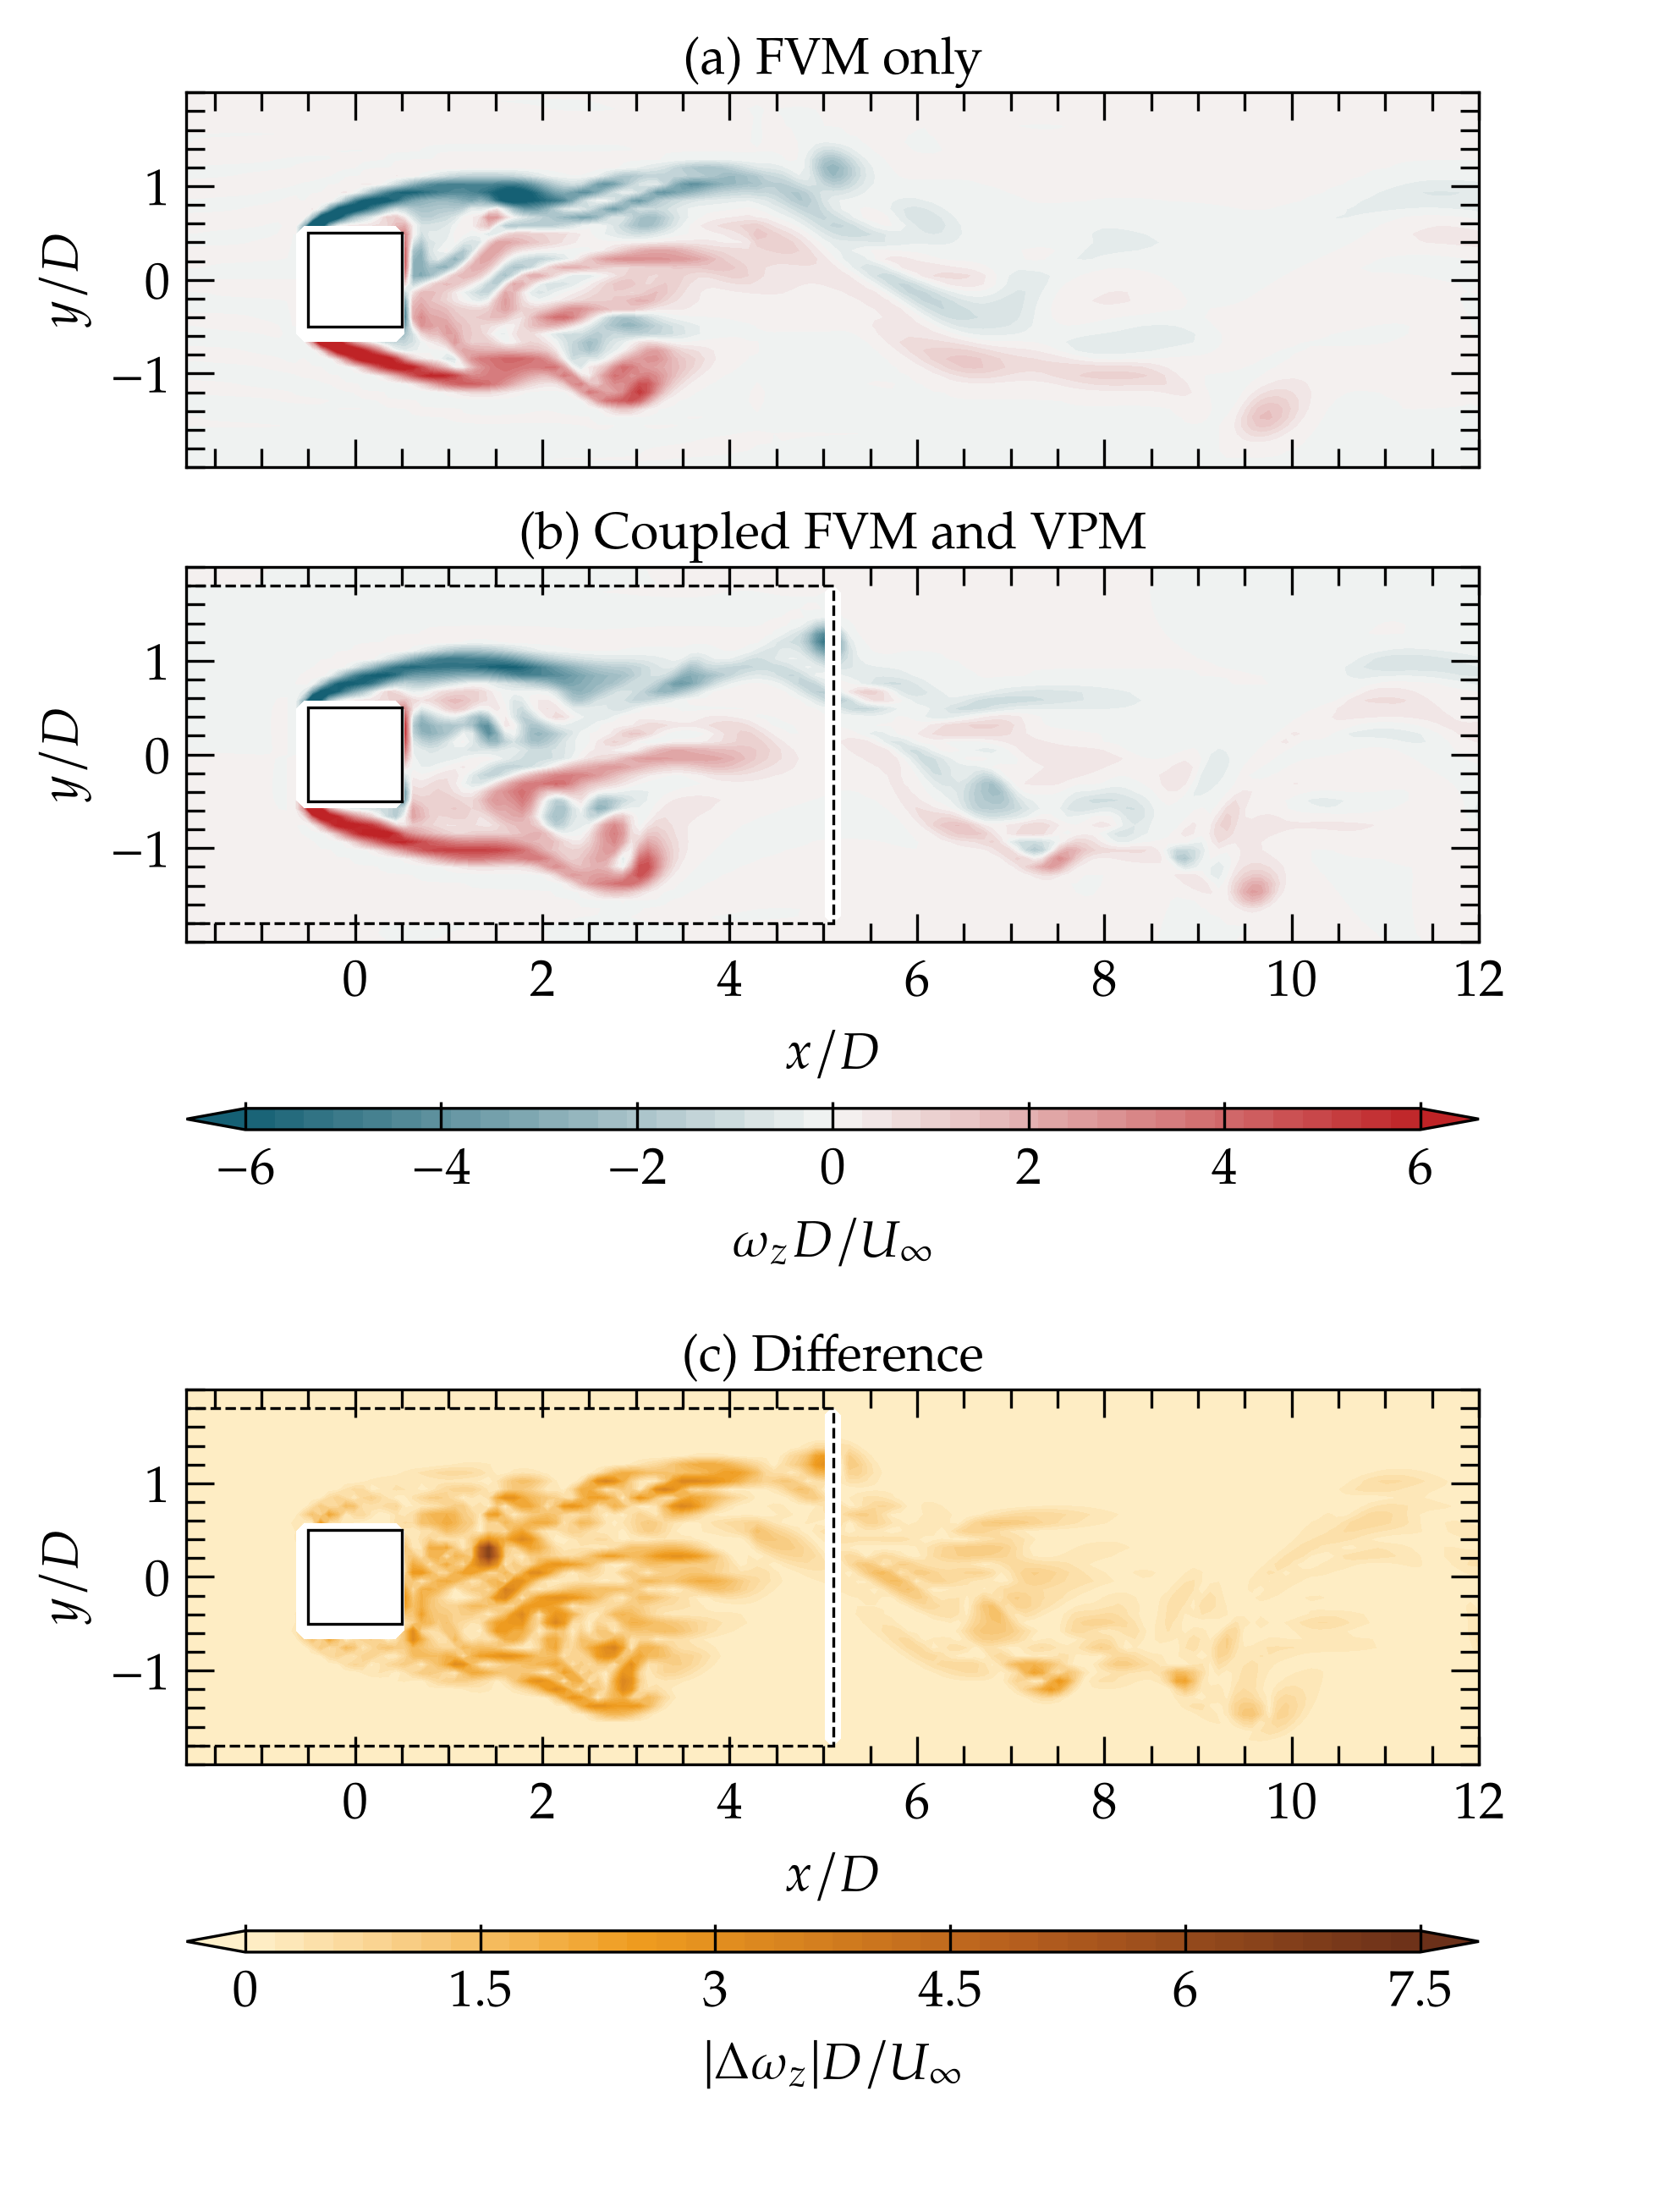 (a) FVM only
1
0
−1
y/D
(b) Coupled FVM and VPM
1
0
−1
y/D
0 2 4 6 8 10 12
x/D
−6 −4 −2 0 2 4 6
ω_z D/U_∞
(c) Difference
1
0
−1
y/D
0 2 4 6 8 10 12
x/D
0 1.5 3 4.5 6 7.5
|Δω_z|D/U_∞